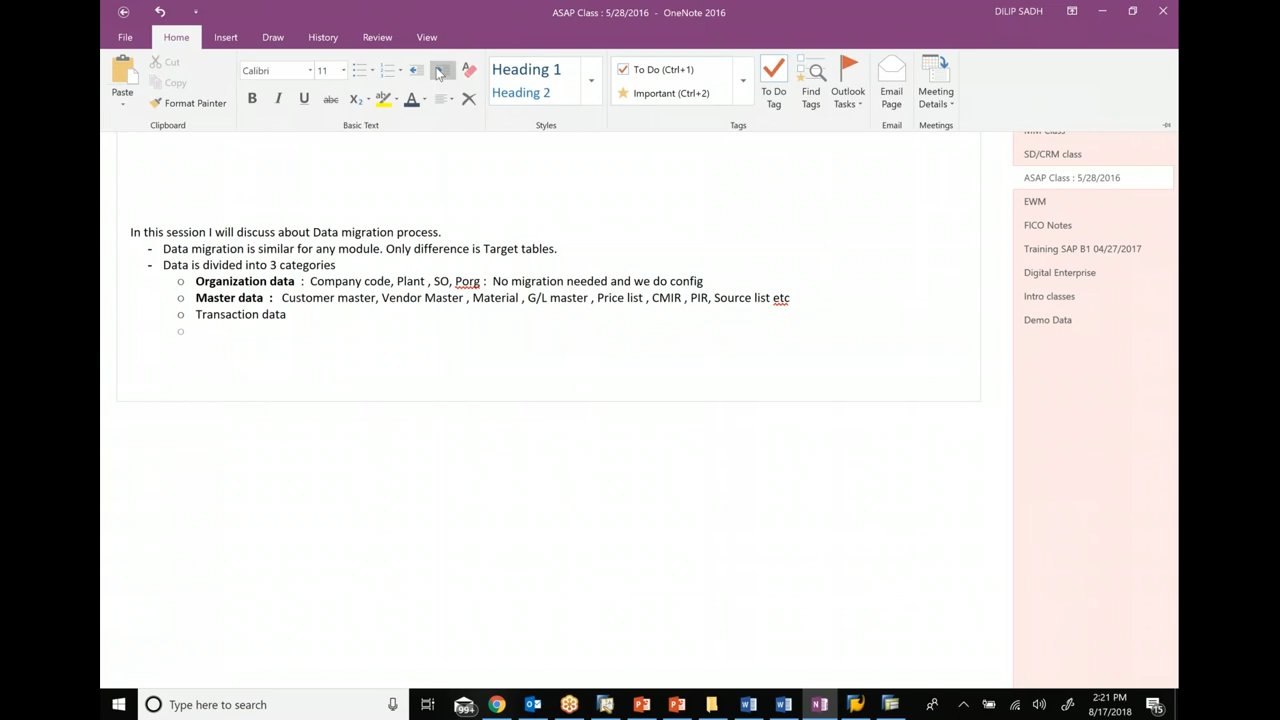 ASAP Class : 5/28/2016 - OneNote 2016
DILIP SADH
File Home Insert Draw History Review View
Paste
Cut
Copy
Format Painter
Clipboard
Calibri 11
B I U abc X₂ A
Basic Text
Heading 1
Heading 2
Styles
To Do (Ctrl+1)
Important (Ctrl+2)
To Do
Tag
Find
Tags
Outlook
Tasks
Tags
Email
Page
Email
Meeting
Details
Meetings
MM Class
SD/CRM class
ASAP Class : 5/28/2016
EWM
FICO Notes
Training SAP B1 04/27/2017
Digital Enterprise
Intro classes
Demo Data
In this session I will discuss about Data migration process.
- Data migration is similar for any module. Only difference is Target tables.
- Data is divided into 3 categories
○ Organization data : Company code, Plant , SO, Porg : No migration needed and we do config
○ Master data : Customer master, Vendor Master , Material , G/L master , Price list , CMIR , PIR, Source list etc
○ Transaction data
○
Type here to search
99+
2:21 PM
8/17/2018
15